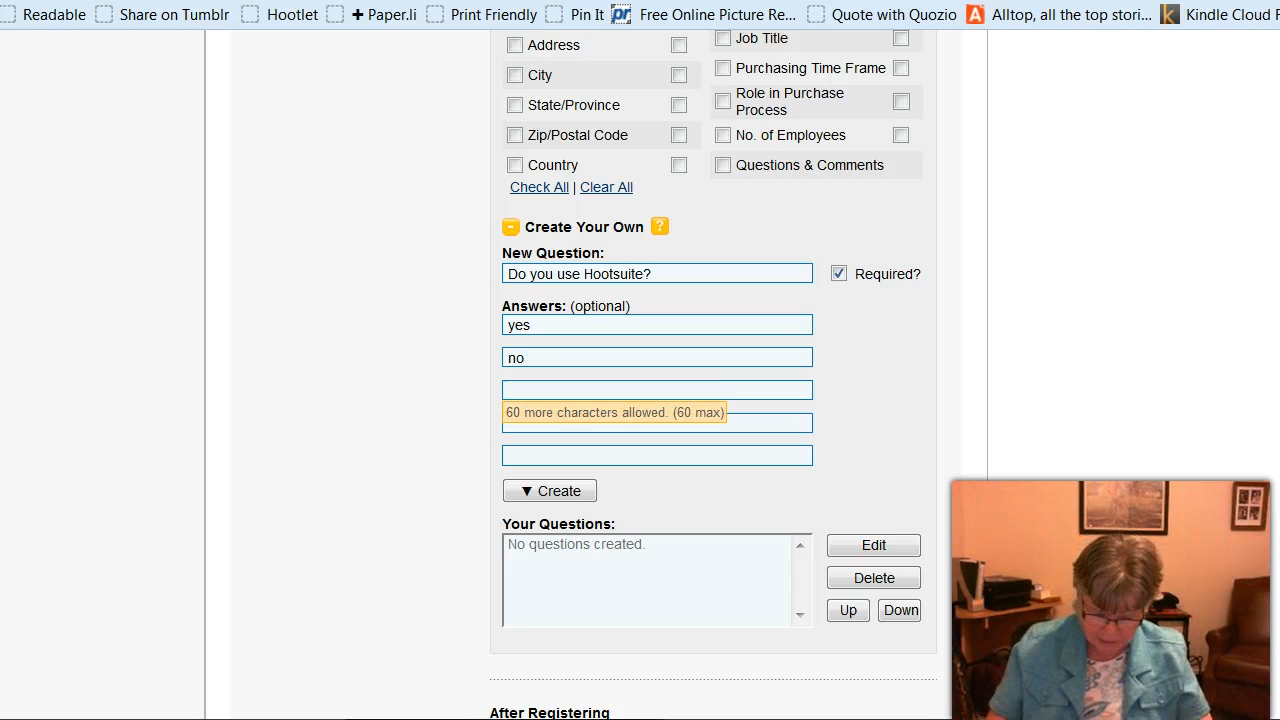 Readable Share on Tumblr Hootlet + Paper.li Print Friendly Pin It pr Free Online Picture Re... Quote with Quozio A Alltop, all the top stori... k Kindle Cloud
Address
City
State/Province
Zip/Postal Code
Country
Job Title
Purchasing Time Frame
Role in Purchase
Process
No. of Employees
Questions & Comments
Check All | Clear All
- Create Your Own ?
New Question:
Do you use Hootsuite?
Required?
Answers: (optional)
yes
no
60 more characters allowed. (60 max)
▼ Create
Your Questions:
No questions created.
Edit
Delete
Up Down
After Registering